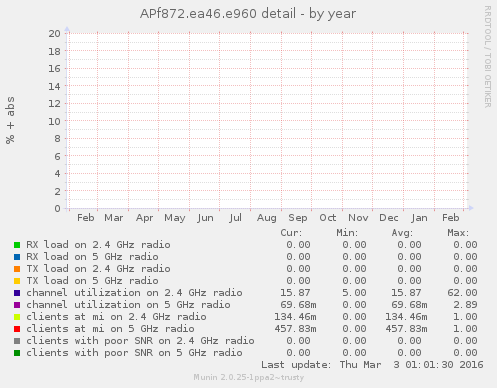 APf872.ea46.e960 detail - by year
RRDTOOL / TOBI OETIKER
% + abs
20
18
16
14
12
10
8
6
4
2
0
Feb Mar Apr May Jun Jul Aug Sep Oct Nov Dec Jan Feb
Cur: Min: Avg: Max:
RX load on 2.4 GHz radio 0.00 0.00 0.00 0.00
RX load on 5 GHz radio 0.00 0.00 0.00 0.00
TX load on 2.4 GHz radio 0.00 0.00 0.00 0.00
TX load on 5 GHz radio 0.00 0.00 0.00 0.00
channel utilization on 2.4 GHz radio 15.87 5.00 15.87 62.00
channel utilization on 5 GHz radio 69.68m 0.00 69.68m 2.89
clients at mi on 2.4 GHz radio 134.46m 0.00 134.46m 1.00
clients at mi on 5 GHz radio 457.83m 0.00 457.83m 1.00
clients with poor SNR on 2.4 GHz radio 0.00 0.00 0.00 0.00
clients with poor SNR on 5 GHz radio 0.00 0.00 0.00 0.00
Last update: Thu Mar 3 01:01:30 2016
Munin 2.0.25-1ppa2~trusty